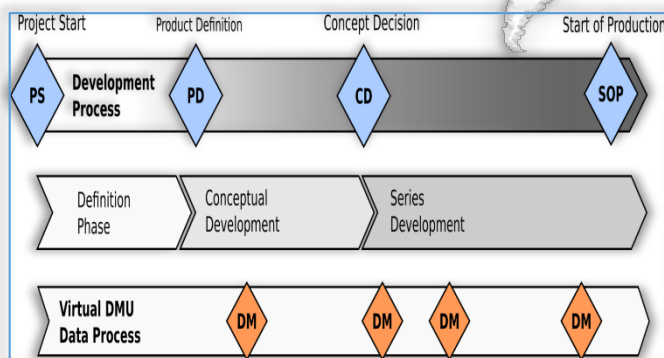 Project Start
Product Definition
Concept Decision
Start of Production
PS
Development
Process
PD
CD
SOP
Definition
Phase
Conceptual
Development
Series
Development
Virtual DMU
Data Process
DM
DM
DM
DM